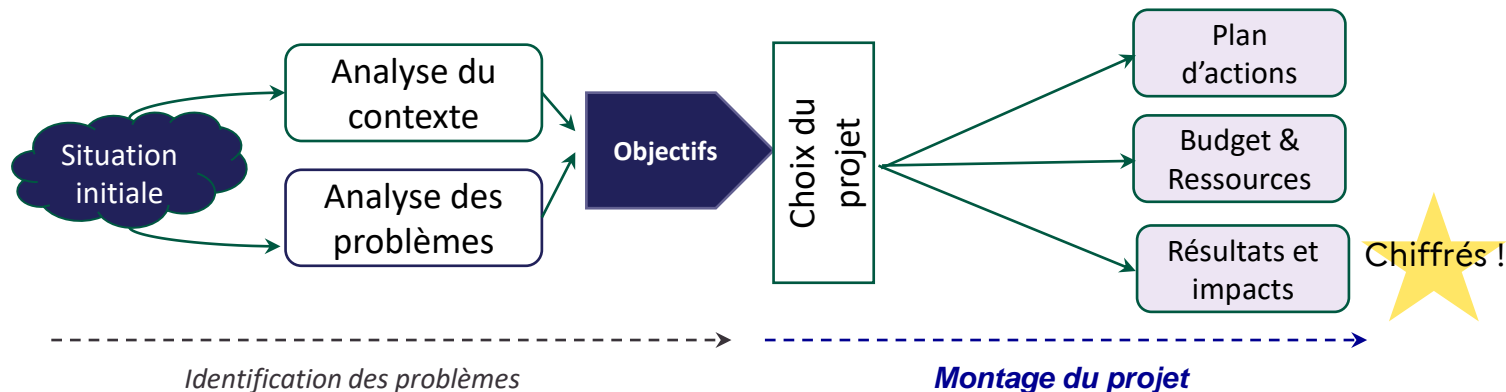 Situation
initiale
Analyse du
contexte
Analyse des
problèmes
Objectifs
Choix du
projet
Plan
d’actions
Budget &
Ressources
Résultats et
impacts
Chiffrés !
Identification des problèmes
Montage du projet